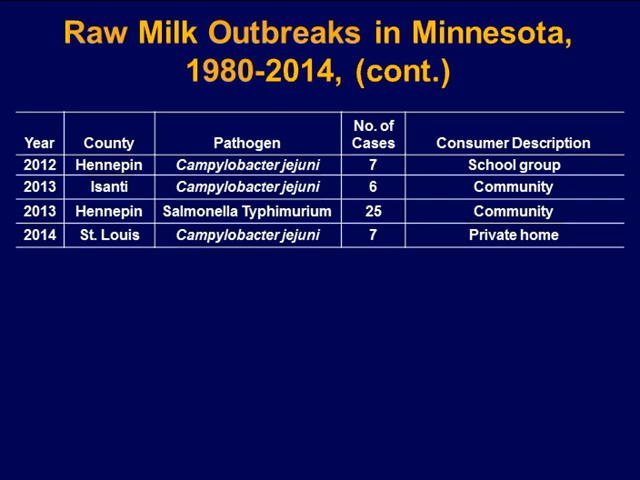 Raw Milk Outbreaks in Minnesota,
1980-2014, (cont.)
Year County Pathogen No. of Cases Consumer Description
2012 Hennepin Campylobacter jejuni 7 School group
2013 Isanti Campylobacter jejuni 6 Community
2013 Hennepin Salmonella Typhimurium 25 Community
2014 St. Louis Campylobacter jejuni 7 Private home